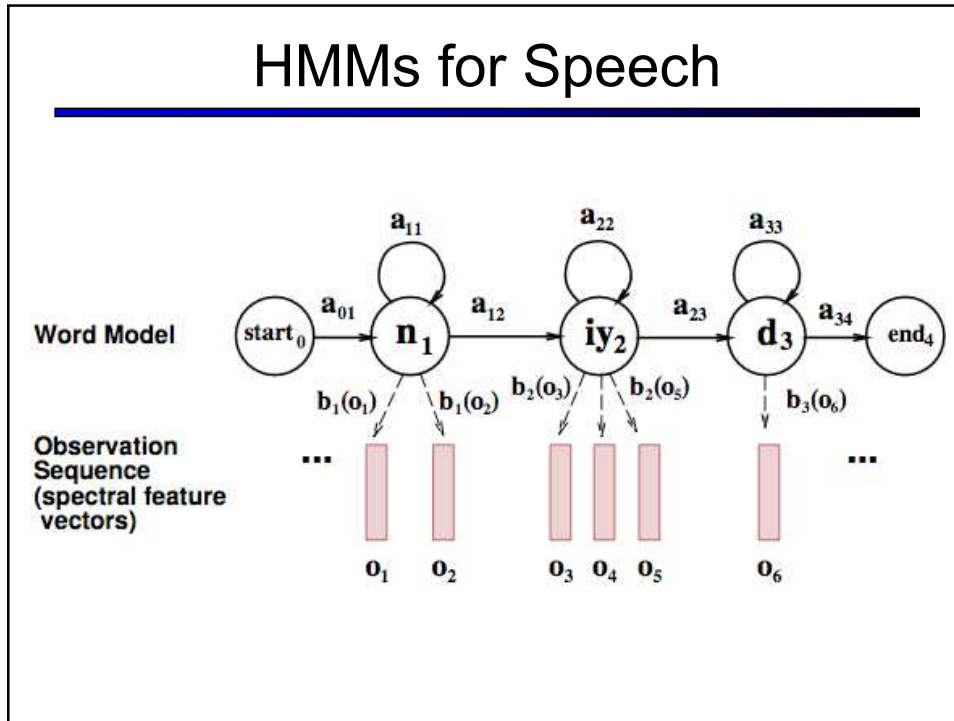 HMMs for Speech
a₁₁ a₂₂ a₃₃
a₀₁ a₁₂ a₂₃ a₃₄
Word Model start₀ n₁ iy₂ d₃ end₄
b₁(o₁) b₁(o₂) b₂(o₃) b₂(o₅) b₃(o₆)
Observation
Sequence ... ...
(spectral feature
vectors)
o₁ o₂ o₃ o₄ o₅ o₆